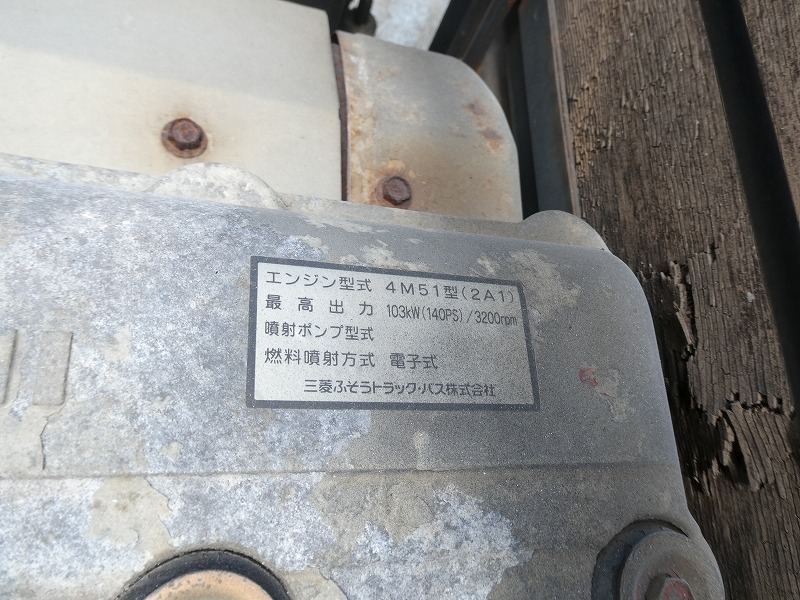 エンジン型式 4M51型(2A1)
最高出力 103kW(140PS)/3200rpm
噴射ポンプ型式
燃料噴射方式 電子式
三菱ふそうトラック・バス株式会社